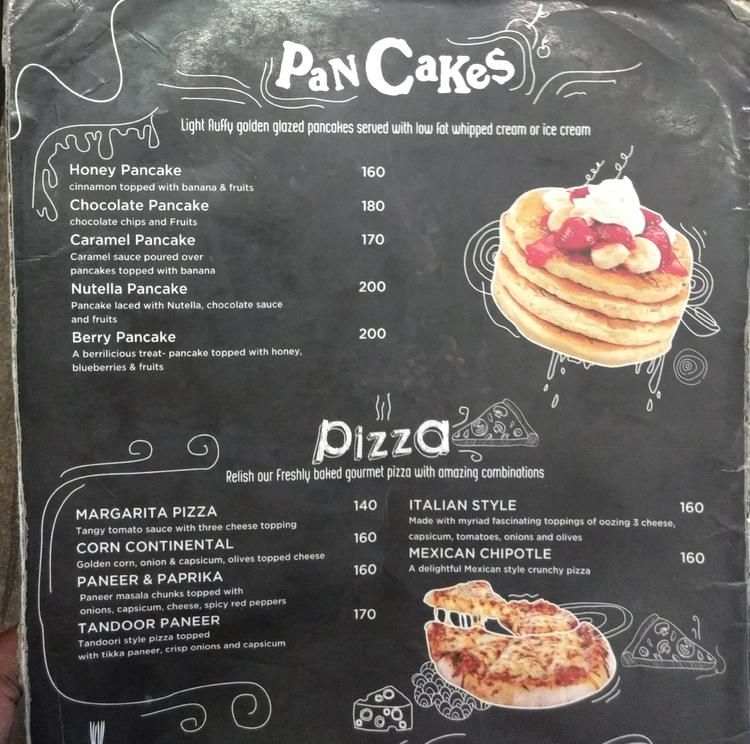 PanCakes
Light fluffy golden glazed pancakes served with low fat whipped cream or ice cream
Honey Pancake 160
cinnamon topped with banana & fruits
Chocolate Pancake 180
chocolate chips and Fruits
Caramel Pancake 170
Caramel sauce poured over
pancakes topped with banana
Nutella Pancake 200
Pancake laced with Nutella, chocolate sauce
and fruits
Berry Pancake 200
A berrilicious treat- pancake topped with honey,
blueberries & fruits
Pizza
Relish our Freshly baked gourmet pizza with amazing combinations
MARGARITA PIZZA 140
Tangy tomato sauce with three cheese topping
CORN CONTINENTAL 160
Golden corn, onion & capsicum, olives topped cheese
PANEER & PAPRIKA 160
Paneer masala chunks topped with
onions, capsicum, cheese, spicy red peppers
TANDOOR PANEER 170
Tandoori style pizza topped
with tikka paneer, crisp onions and capsicum
ITALIAN STYLE 160
Made with myriad fascinating toppings of oozing 3 cheese,
capsicum, tomatoes, onions and olives
MEXICAN CHIPOTLE 160
A delightful Mexican style crunchy pizza